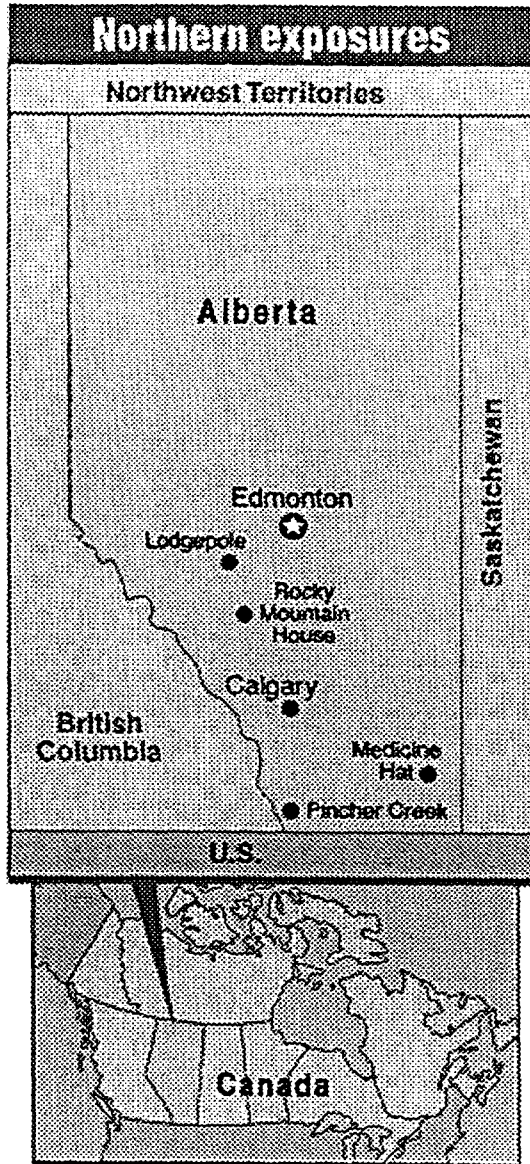 Northern exposures
Northwest Territories
Alberta
Saskatchewan
Edmonton
Lodgepole
Rocky
Mountain
House
Calgary
British
Columbia
Medicine
Hat
Pincher Creek
U.S.
Canada